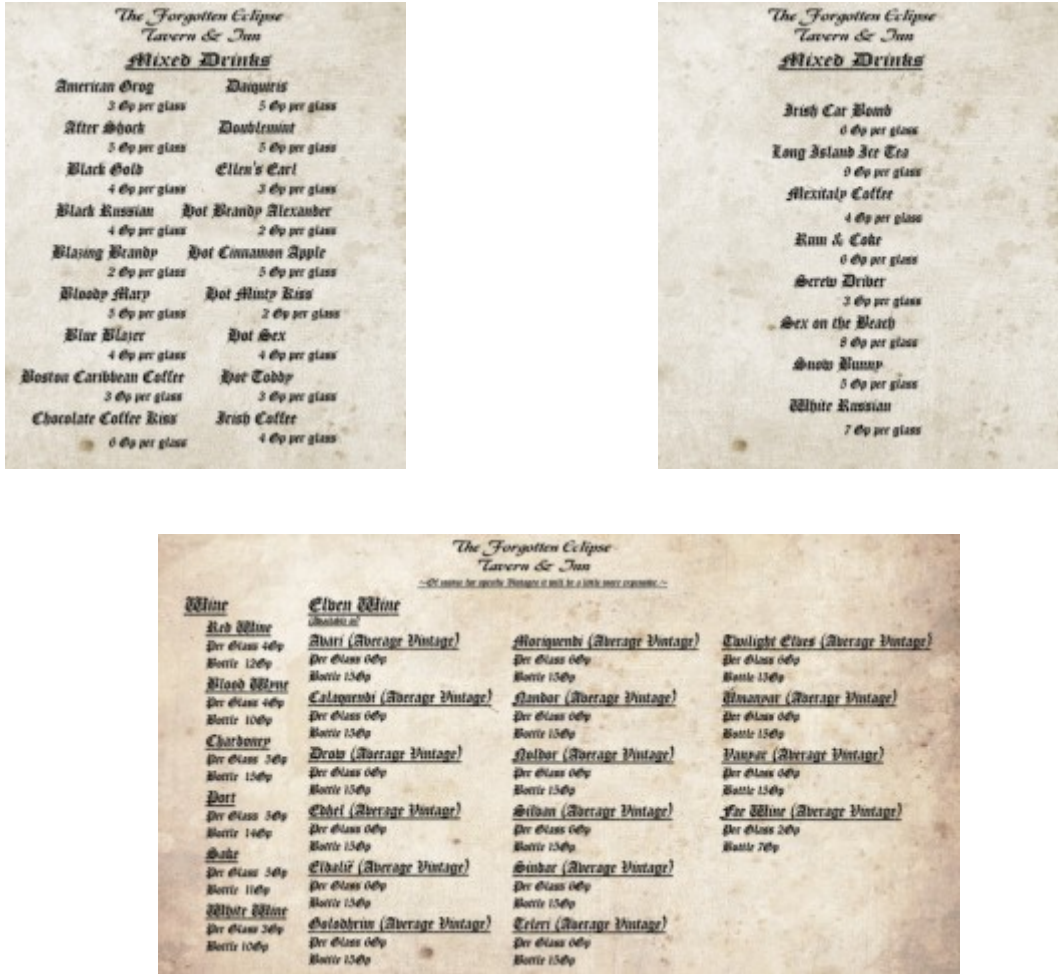 The Forgotten Eclipse
Tavern & Inn
Mixed Drinks
American Grog
3 Gp per glass
After Shock
5 Gp per glass
Black Gold
4 Gp per glass
Black Russian
4 Gp per glass
Blazing Brandy
2 Gp per glass
Bloody Mary
5 Gp per glass
Blue Blazer
4 Gp per glass
Boston Caribbean Coffee
3 Gp per glass
Chocolate Coffee Kiss
6 Gp per glass
Daiquiris
5 Gp per glass
Doublemint
5 Gp per glass
Ellen's Earl
3 Gp per glass
Hot Brandy Alexander
2 Gp per glass
Hot Cinnamon Apple
5 Gp per glass
Hot Minty Kiss
2 Gp per glass
Hot Sex
4 Gp per glass
Hot Toddy
3 Gp per glass
Irish Coffee
4 Gp per glass
The Forgotten Eclipse
Tavern & Inn
Mixed Drinks
Irish Car Bomb
6 Gp per glass
Long Island Ice Tea
9 Gp per glass
Mexitaly Coffee
4 Gp per glass
Rum & Coke
6 Gp per glass
Screw Driver
3 Gp per glass
Sex on the Beach
8 Gp per glass
Snow Bunny
5 Gp per glass
White Russian
7 Gp per glass
The Forgotten Eclipse
Tavern & Inn
~Of course for specific Vintages it will be a little more expensive.~
Wine
Red Wine
Per Glass 4Gp
Bottle 12Gp
Blood Wyne
Per Glass 4Gp
Bottle 10Gp
Chardoney
Per Glass 5Gp
Bottle 15Gp
Port
Per Glass 5Gp
Bottle 14Gp
Sake
Per Glass 5Gp
Bottle 11Gp
White Wine
Per Glass 3Gp
Bottle 10Gp
Elven Wine
Avari (Average Vintage)
Per Glass 6Gp
Bottle 15Gp
Calaquendi (Average Vintage)
Per Glass 6Gp
Bottle 15Gp
Drow (Average Vintage)
Per Glass 6Gp
Bottle 15Gp
Edhel (Average Vintage)
Per Glass 6Gp
Bottle 15Gp
Eldalië (Average Vintage)
Per Glass 6Gp
Bottle 15Gp
Golodhrim (Average Vintage)
Per Glass 6Gp
Bottle 15Gp
Moriquendi (Average Vintage)
Per Glass 6Gp
Bottle 15Gp
Nandor (Average Vintage)
Per Glass 6Gp
Bottle 15Gp
Noldor (Average Vintage)
Per Glass 6Gp
Bottle 15Gp
Silvan (Average Vintage)
Per Glass 6Gp
Bottle 15Gp
Sindar (Average Vintage)
Per Glass 6Gp
Bottle 15Gp
Teleri (Average Vintage)
Per Glass 6Gp
Bottle 15Gp
Twilight Elves (Average Vintage)
Per Glass 6Gp
Bottle 15Gp
Umanyar (Average Vintage)
Per Glass 6Gp
Bottle 15Gp
Vanyar (Average Vintage)
Per Glass 6Gp
Bottle 15Gp
Fae Wine (Average Vintage)
Per Glass 2Gp
Bottle 7Gp